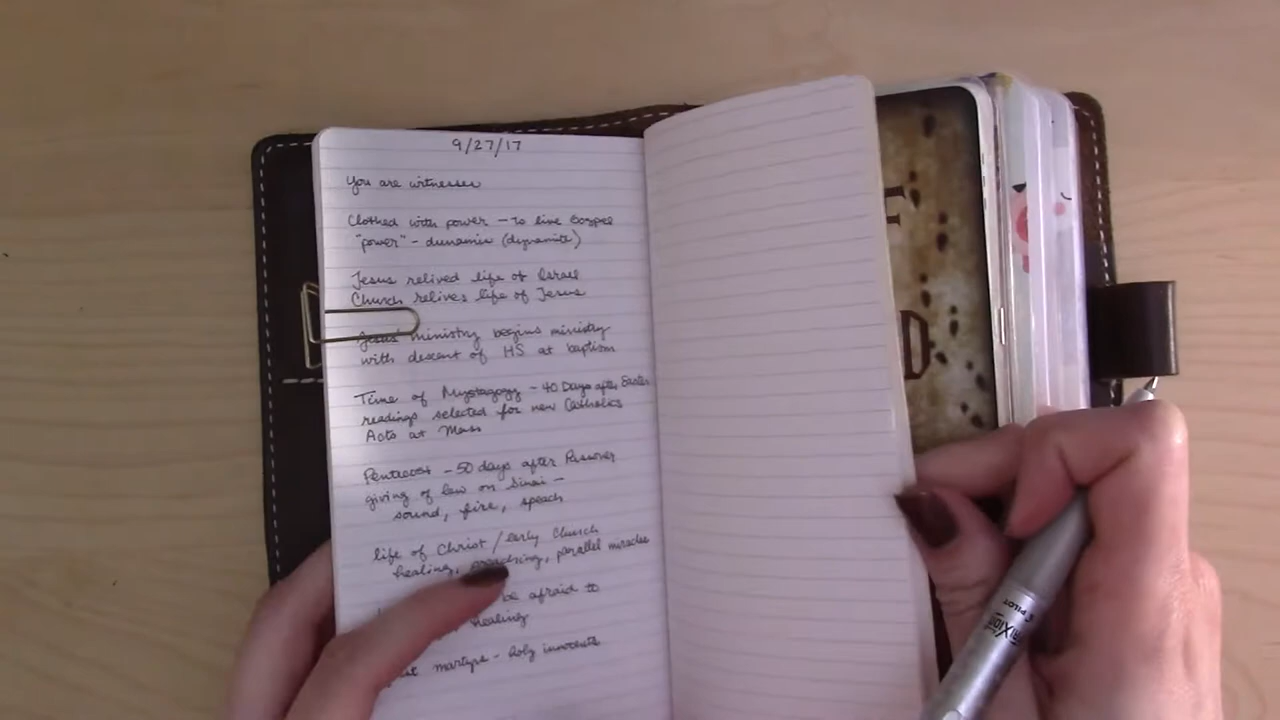 9/27/17
You are witnesses
Clothed with power - To live Gospel
"power" - dunamis (dynamite)
Jesus relived life of Israel
Church relives life of Jesus
Jesus' ministry begins ministry
with descent of HS at baptism
Time of Mystagogy - 40 Days after Easter
readings selected for new Catholics
Acts at Mass
Pentecost - 50 days after Passover
giving of law on Sinai -
sound, fire, speech
life of Christ / early Church
healing, preaching, parallel miracles
be afraid to
healing
martyrs - Holy innocents
FRIXION
PILOT